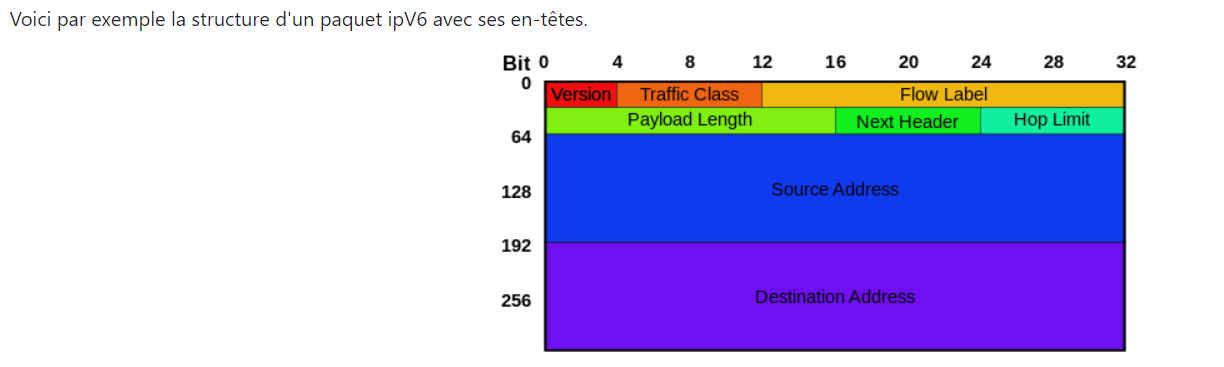 Voici par exemple la structure d'un paquet ipV6 avec ses en-têtes.
Bit 0 4 8 12 16 20 24 28 32
0
Version Traffic Class Flow Label
Payload Length Next Header Hop Limit
64
128 Source Address
192
256 Destination Address